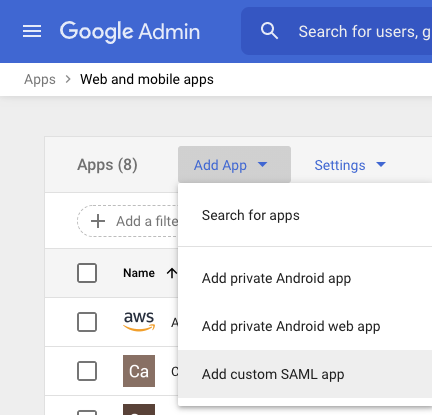 Google Admin
Search for users, g
Apps > Web and mobile apps
Apps (8)
Add App
Settings
Add a filte
Search for apps
Name
Add private Android app
Add private Android web app
aws
A
Add custom SAML app
Ca
C